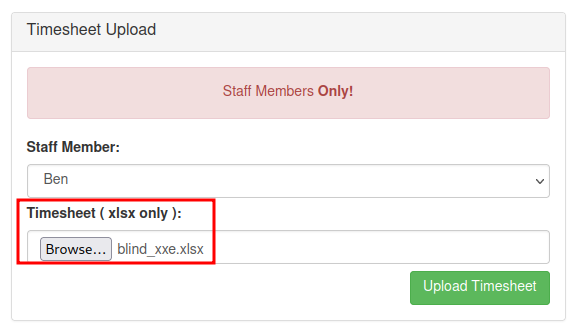 Timesheet Upload
Staff Members Only!
Staff Member:
Ben
Timesheet ( xlsx only ):
Browse... blind_xxe.xlsx
Upload Timesheet